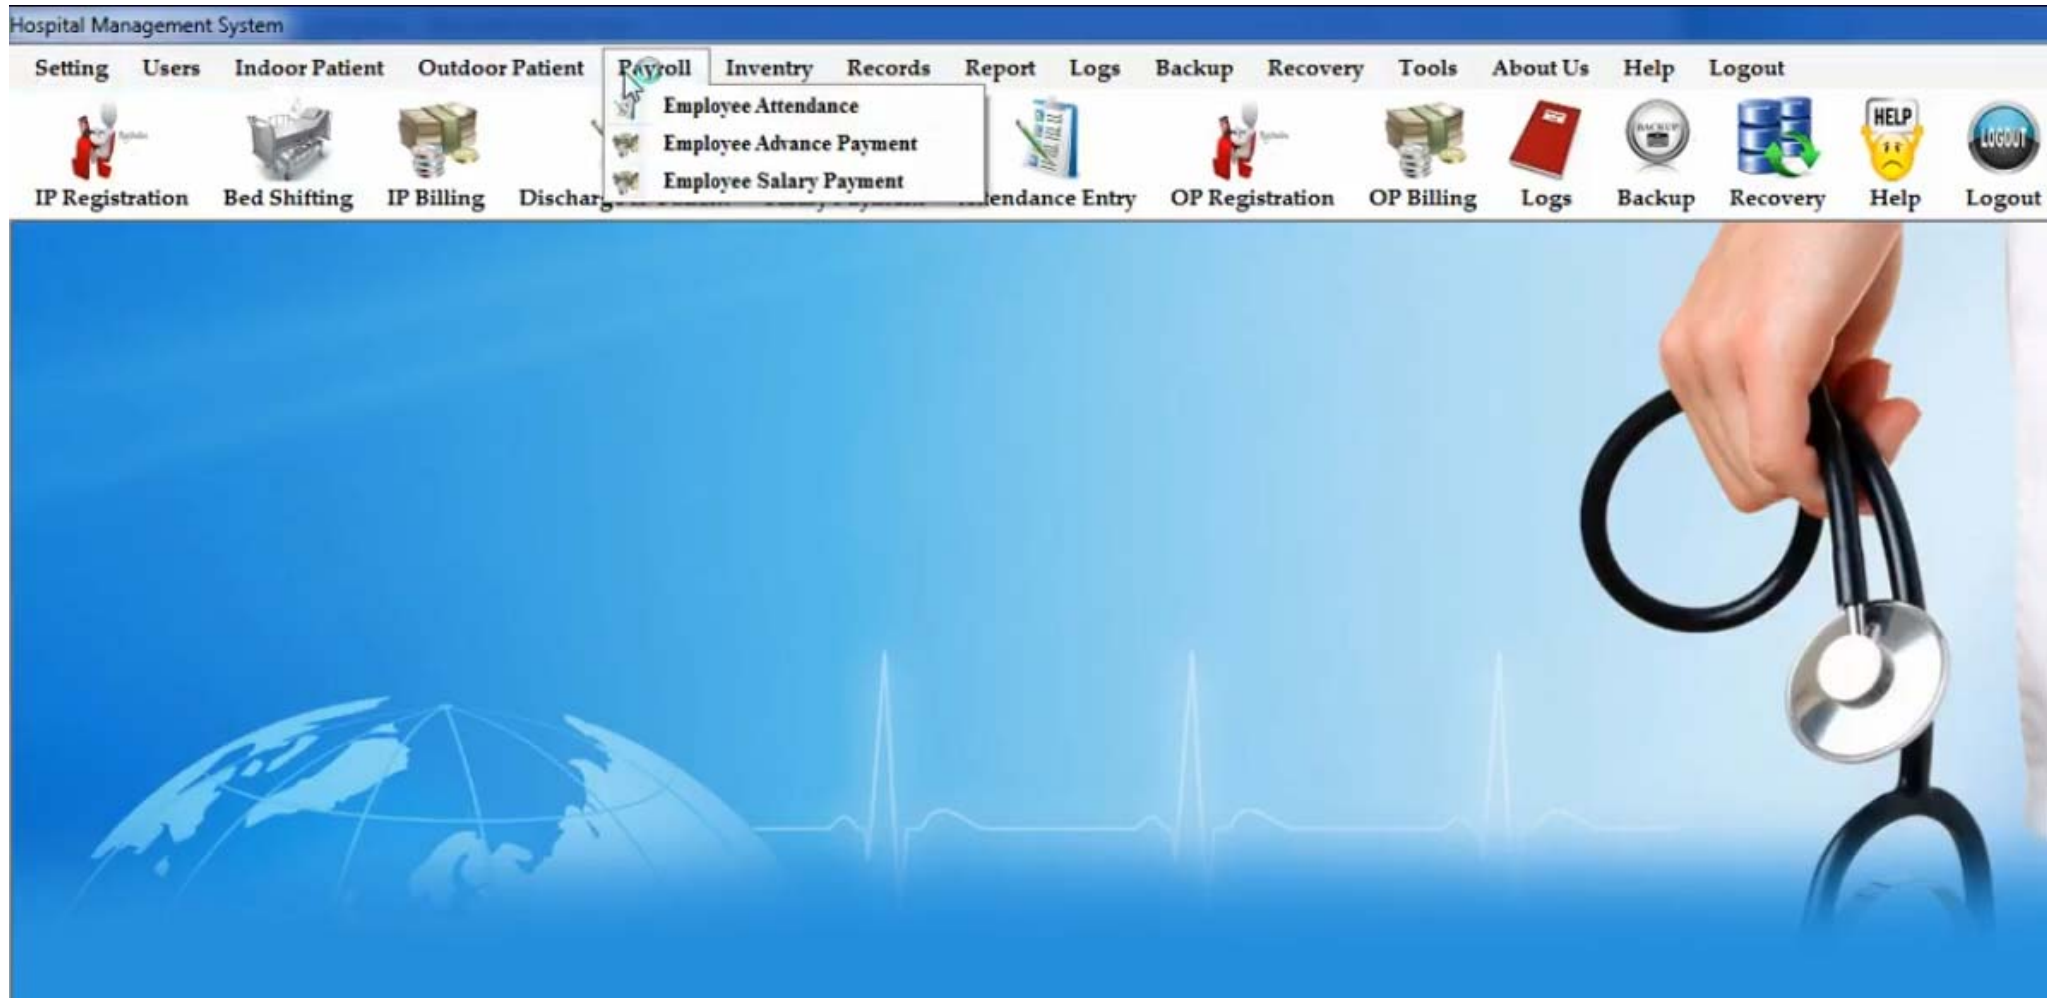 Hospital Management System
Setting Users Indoor Patient Outdoor Patient Payroll Inventry Records Report Logs Backup Recovery Tools About Us Help Logout
Employee Attendance
Employee Advance Payment
Employee Salary Payment
HELP
BACKUP
LOGOUT
IP Registration Bed Shifting IP Billing Entry OP Registration OP Billing Logs Backup Recovery Help Logout